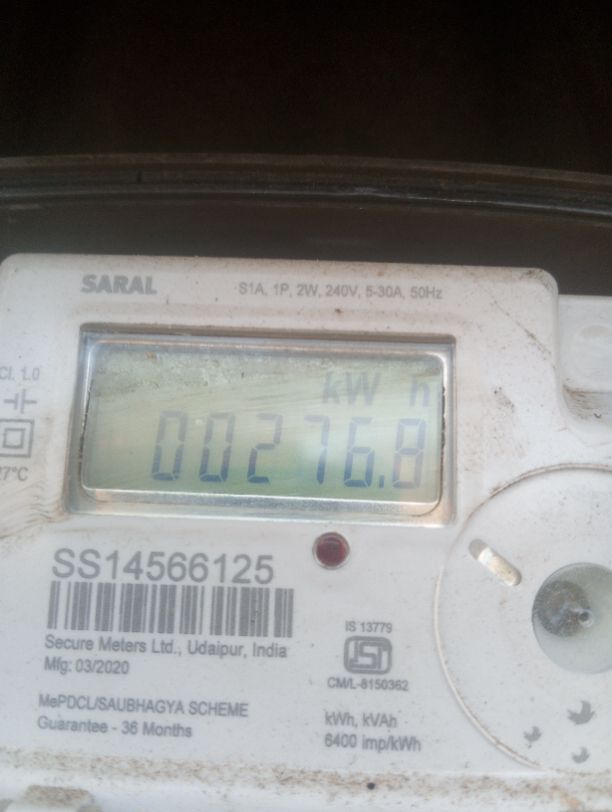 SARAL
S1A, 1P, 2W, 240V, 5-30A, 50Hz
Cl. 1.0
27°C
kW h
00276.8
SS14566125
Secure Meters Ltd., Udaipur, India
Mfg: 03/2020
MePDCL/SAUBHAGYA SCHEME
Guarantee - 36 Months
IS 13779
ISI
CM/L-8150362
kWh, kVAh
6400 imp/kWh